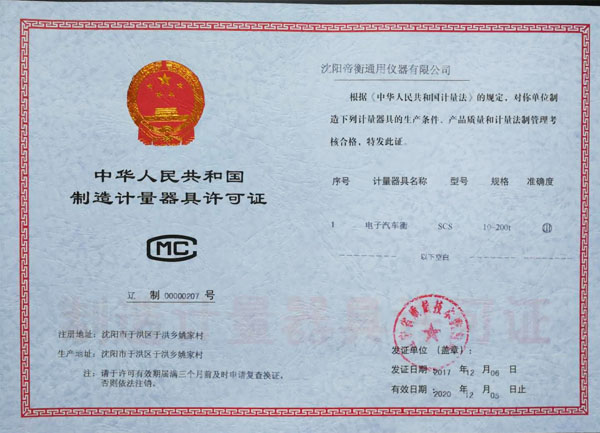 中华人民共和国
制造计量器具许可证
CMC
辽 制 00000207 号
注册地址: 沈阳市于洪区于洪乡姚家村
生产地址: 沈阳市于洪区于洪乡姚家村
注: 请于许可有效期届满三个月前及时申请复查换证。
否则依法注销。
沈阳帝衡通用仪器有限公司
根据《中华人民共和国计量法》的规定，对你单位制
造下列计量器具的生产条件、产品质量和计量法制管理考
核合格，特发此证。
序号 计量器具名称 型号 规格 准确度
1 电子汽车衡 SCS 10-200t Ⅲ
以下空白
发证单位（盖章）:
发证日期: 2017 年 12 月 06 日
有效日期: 2020 年 12 月 05 日止